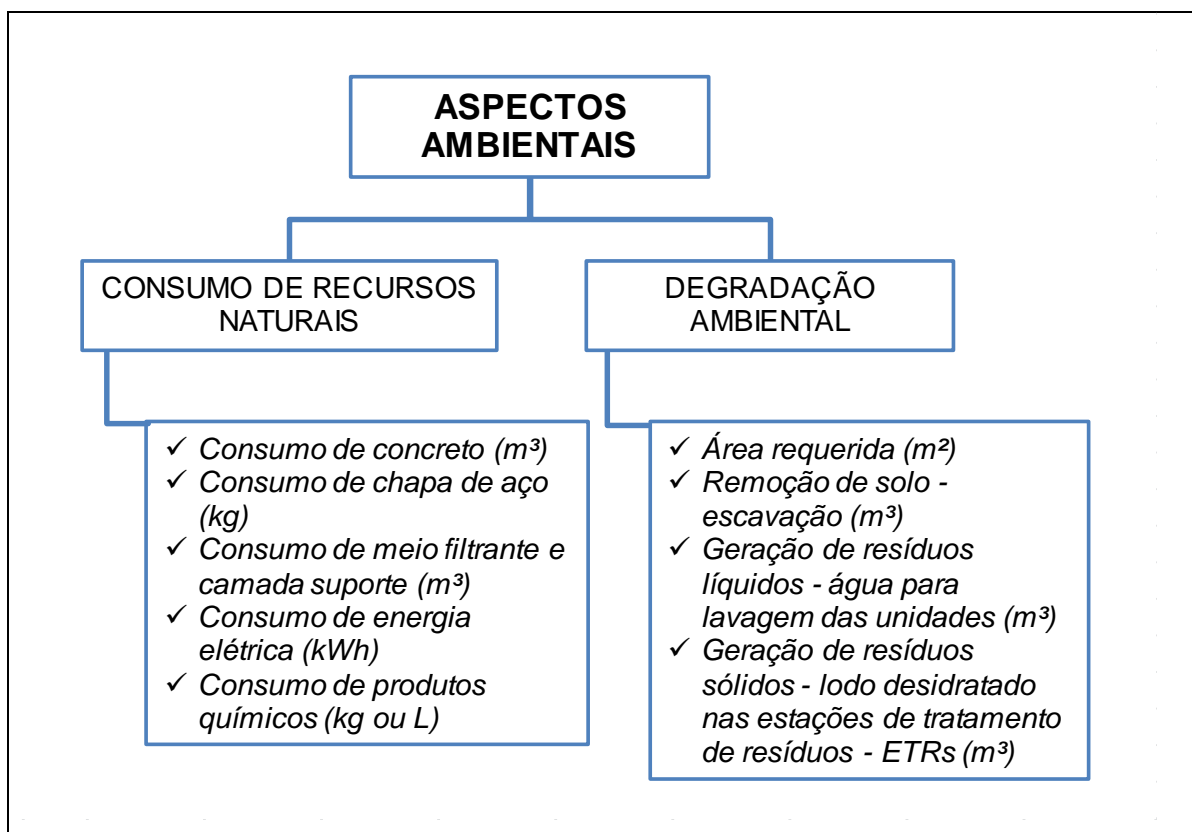 ASPECTOS
AMBIENTAIS
CONSUMO DE RECURSOS
NATURAIS
DEGRADAÇÃO
AMBIENTAL
✓ Consumo de concreto (m³)
✓ Consumo de chapa de aço
(kg)
✓ Consumo de meio filtrante e
camada suporte (m³)
✓ Consumo de energia
elétrica (kWh)
✓ Consumo de produtos
químicos (kg ou L)
✓ Área requerida (m²)
✓ Remoção de solo -
escavação (m³)
✓ Geração de resíduos
líquidos - água para
lavagem das unidades (m³)
✓ Geração de resíduos
sólidos - lodo desidratado
nas estações de tratamento
de resíduos - ETRs (m³)